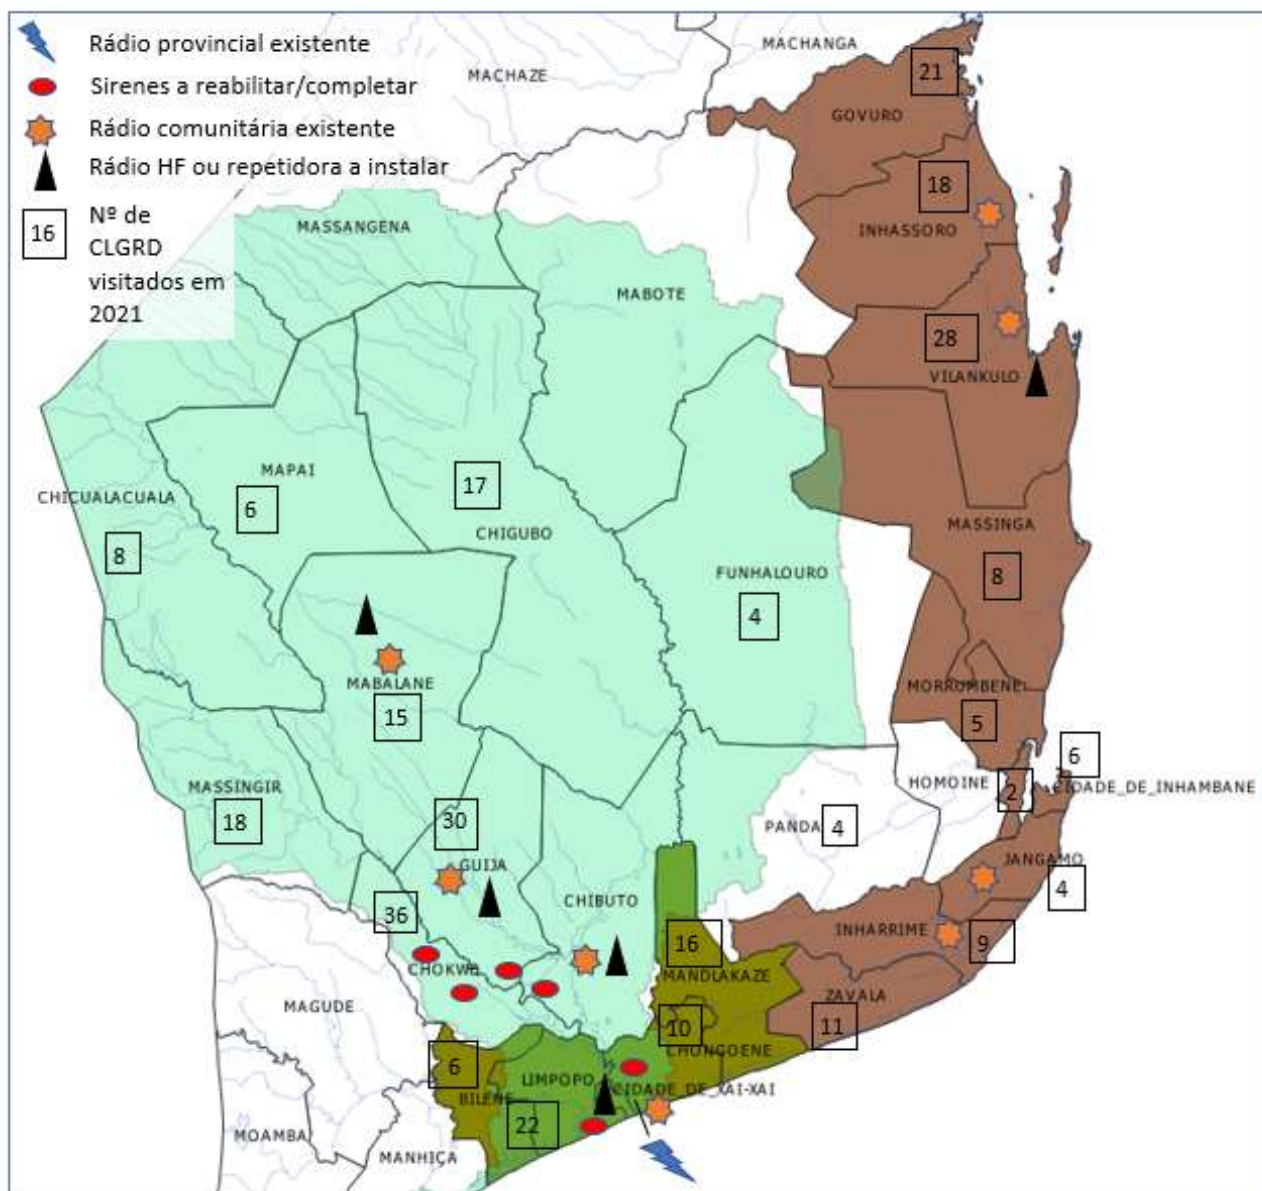 Rádio provincial existente
Sirenes a reabilitar/completar
Rádio comunitária existente
Rádio HF ou repetidora a instalar
16
Nº de
CLGRD
visitados em
2021
MACHANGA
MACHAZE
21
GOVURO
18
INHASSORO
MASSANGENA
MABOTE
28
VILANKULO
MAPAI
6
17
CHICUALACUALA
8
CHIGUBO
MASSINGA
8
FUNHALOURO
4
MABALANE
15
MORRUMBENE
5
6
HOMOINE
2
CIDADE_DE_INHAMBANE
MASSINGIR
18
30
PANDA
4
GUIJA
JANGAMO
4
CHIBUTO
36
INHARRIME
9
16
CHOKWE
MANDLAKAZE
MAGUDE
ZAVALA
11
10
CHONGOENE
6
LIMPOPO
CIDADE_DE_XAI-XAI
BILENE
22
MOAMBA
MANHIÇA